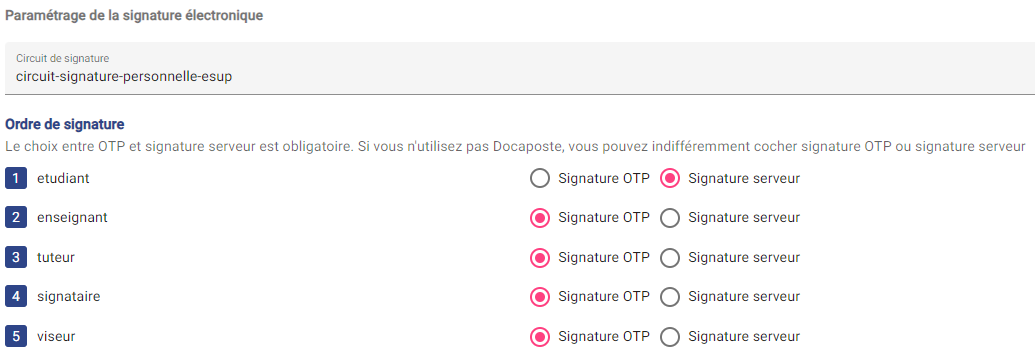 Paramétrage de la signature électronique
Circuit de signature
circuit-signature-personnelle-esup
Ordre de signature
Le choix entre OTP et signature serveur est obligatoire. Si vous n'utilisez pas Docaposte, vous pouvez indifféremment cocher signature OTP ou signature serveur
1 etudiant Signature OTP Signature serveur
2 enseignant Signature OTP Signature serveur
3 tuteur Signature OTP Signature serveur
4 signataire Signature OTP Signature serveur
5 viseur Signature OTP Signature serveur